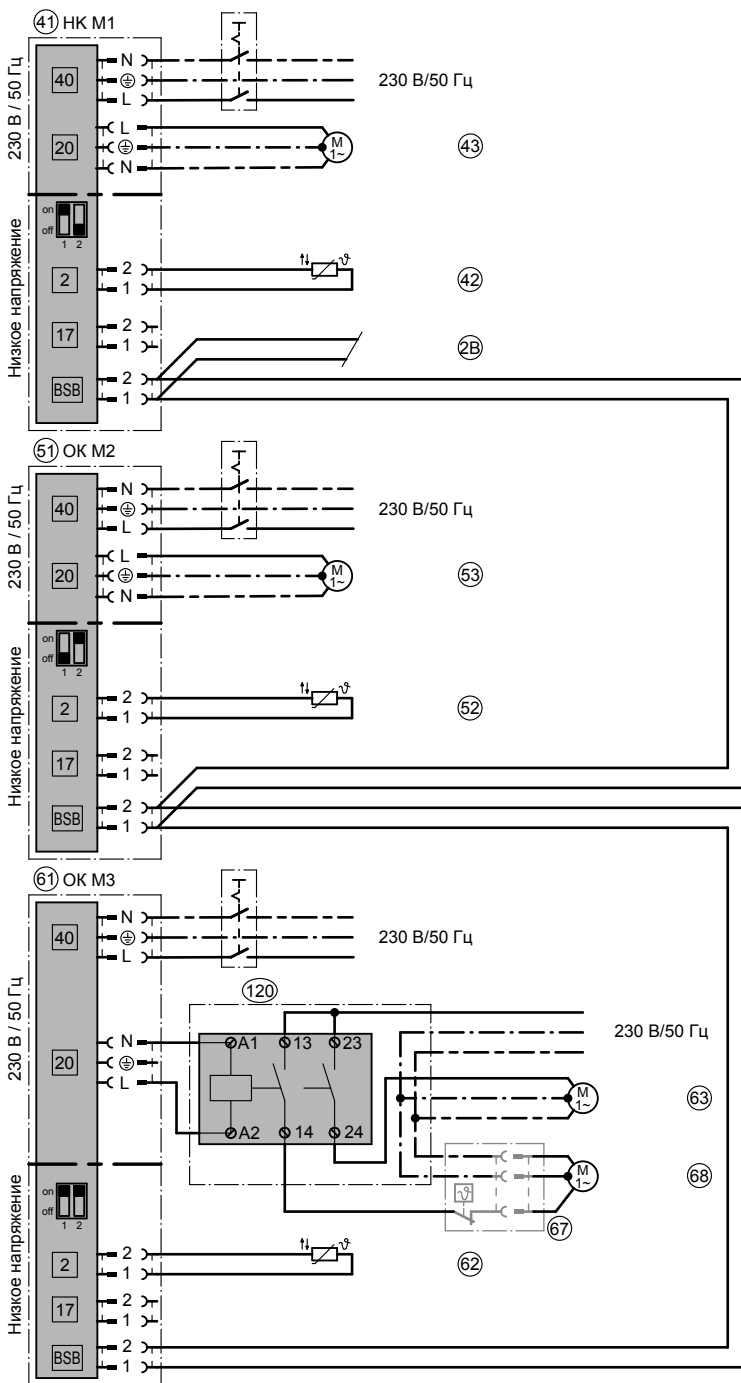 41 НК M1
230 В / 50 Гц
40
N
L
230 В/50 Гц
20
L
N
M
1~
43
Низкое напряжение
on
off
1 2
2
2
1
ϑ
42
17
2
1
2B
BSB
2
1
51 ОК M2
230 В / 50 Гц
40
N
L
230 В/50 Гц
20
L
N
M
1~
53
Низкое напряжение
on
off
1 2
2
2
1
ϑ
52
17
2
1
BSB
2
1
61 ОК M3
230 В / 50 Гц
40
N
L
230 В/50 Гц
120
230 В/50 Гц
20
N
L
A1 13 23
A2 14 24
M
1~
63
M
1~
68
ϑ
67
Низкое напряжение
on
off
1 2
2
2
1
ϑ
62
17
2
1
BSB
2
1